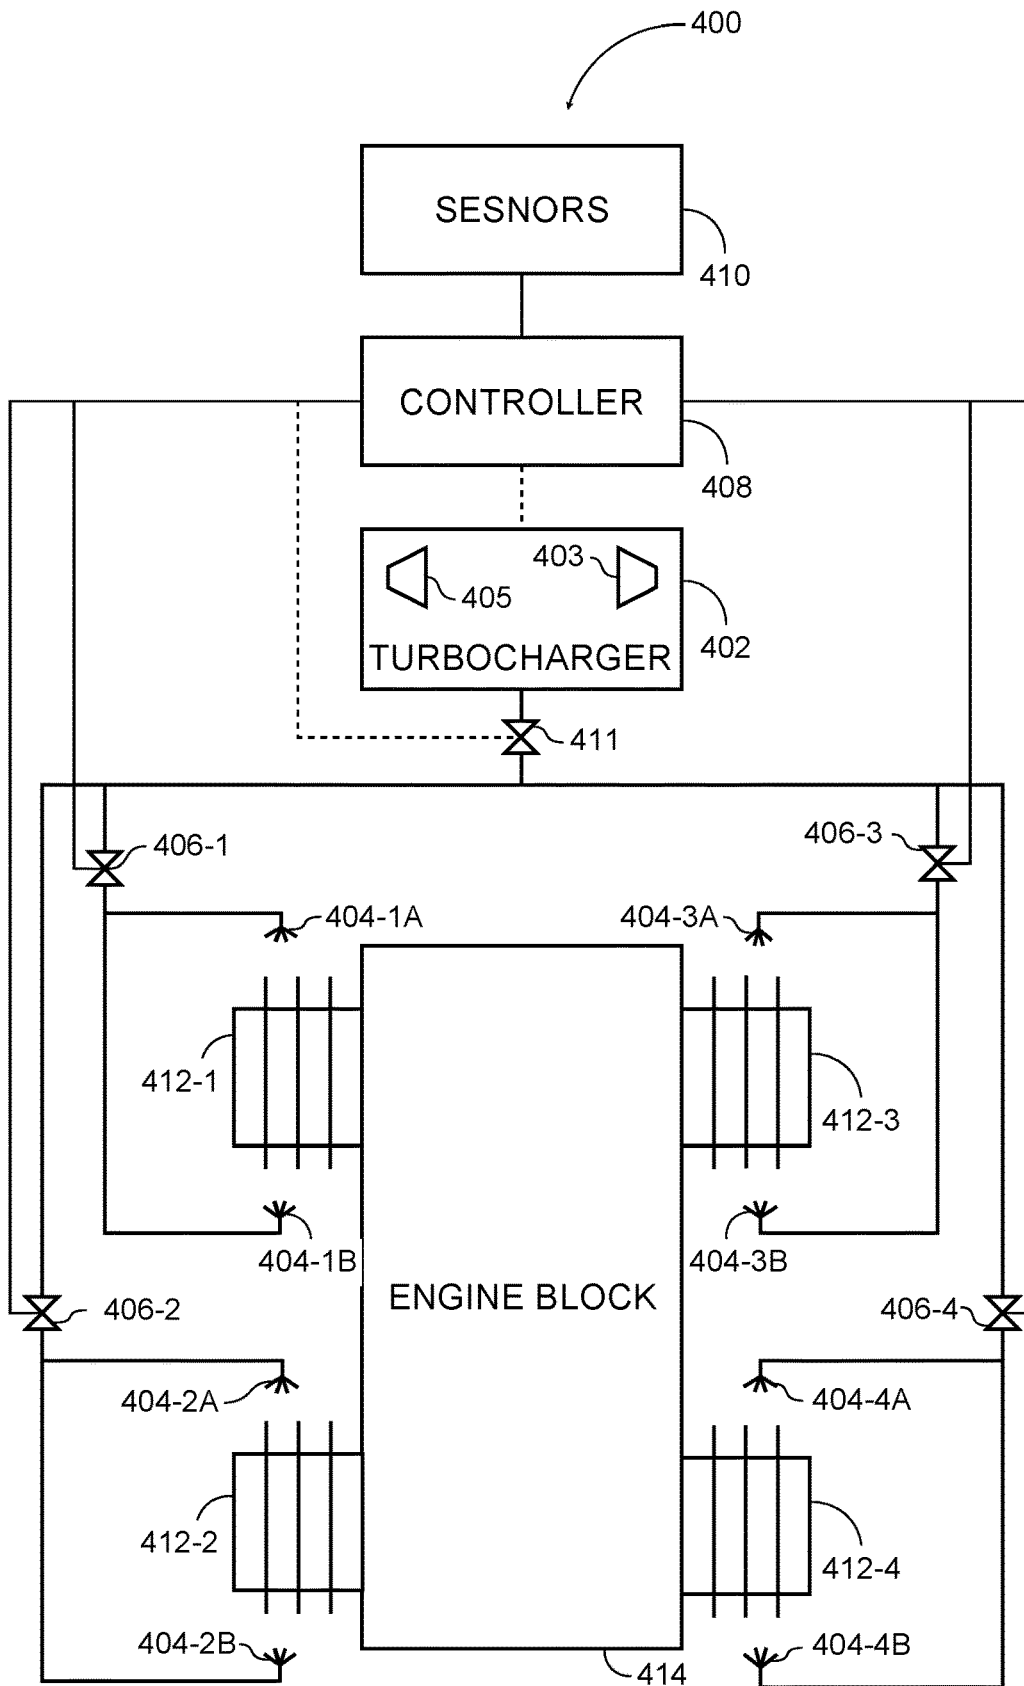 400
SESNORS
410
CONTROLLER
408
403
405
402
TURBOCHARGER
411
406-1
406-3
404-1A
404-3A
412-1
412-3
404-1B
404-3B
ENGINE BLOCK
406-2
406-4
404-2A
404-4A
412-2
412-4
404-2B
404-4B
414